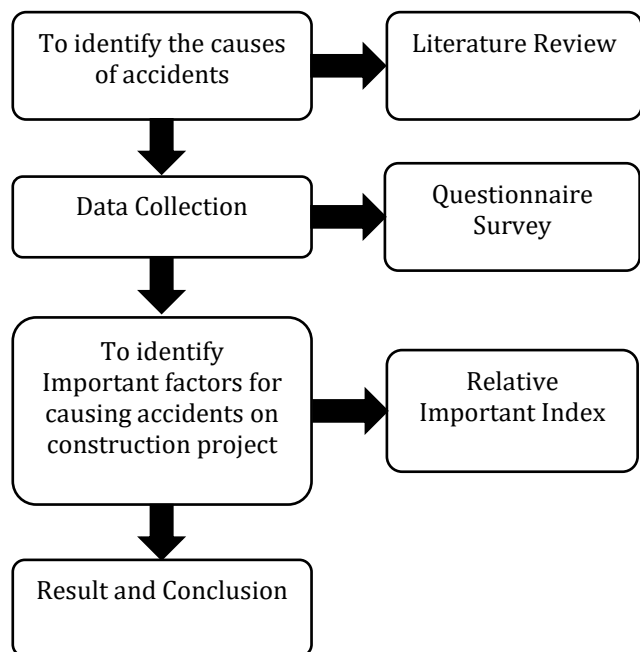 To identify the causes
of accidents
Literature Review
Data Collection
Questionnaire
Survey
To identify
Important factors for
causing accidents on
construction project
Relative
Important Index
Result and Conclusion